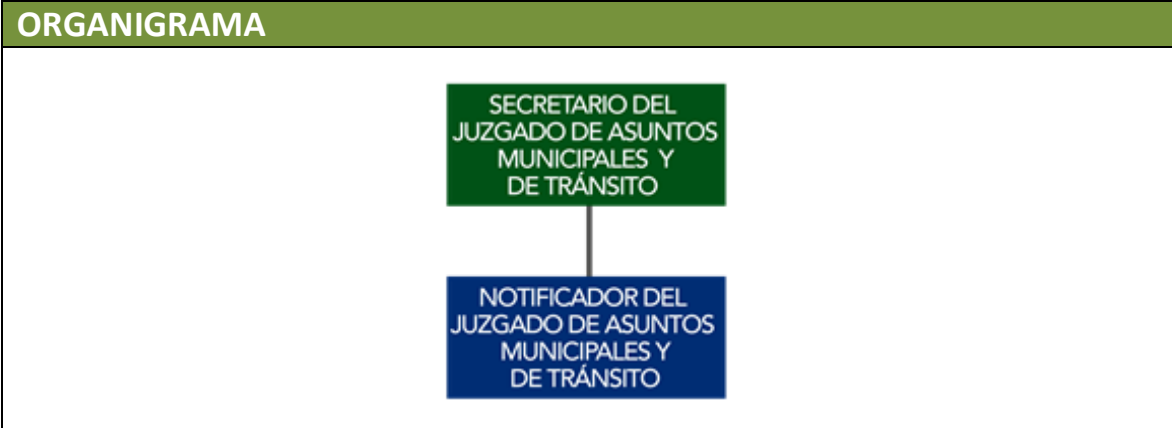 ORGANIGRAMA
SECRETARIO DEL
JUZGADO DE ASUNTOS
MUNICIPALES Y
DE TRÁNSITO
NOTIFICADOR DEL
JUZGADO DE ASUNTOS
MUNICIPALES Y
DE TRÁNSITO